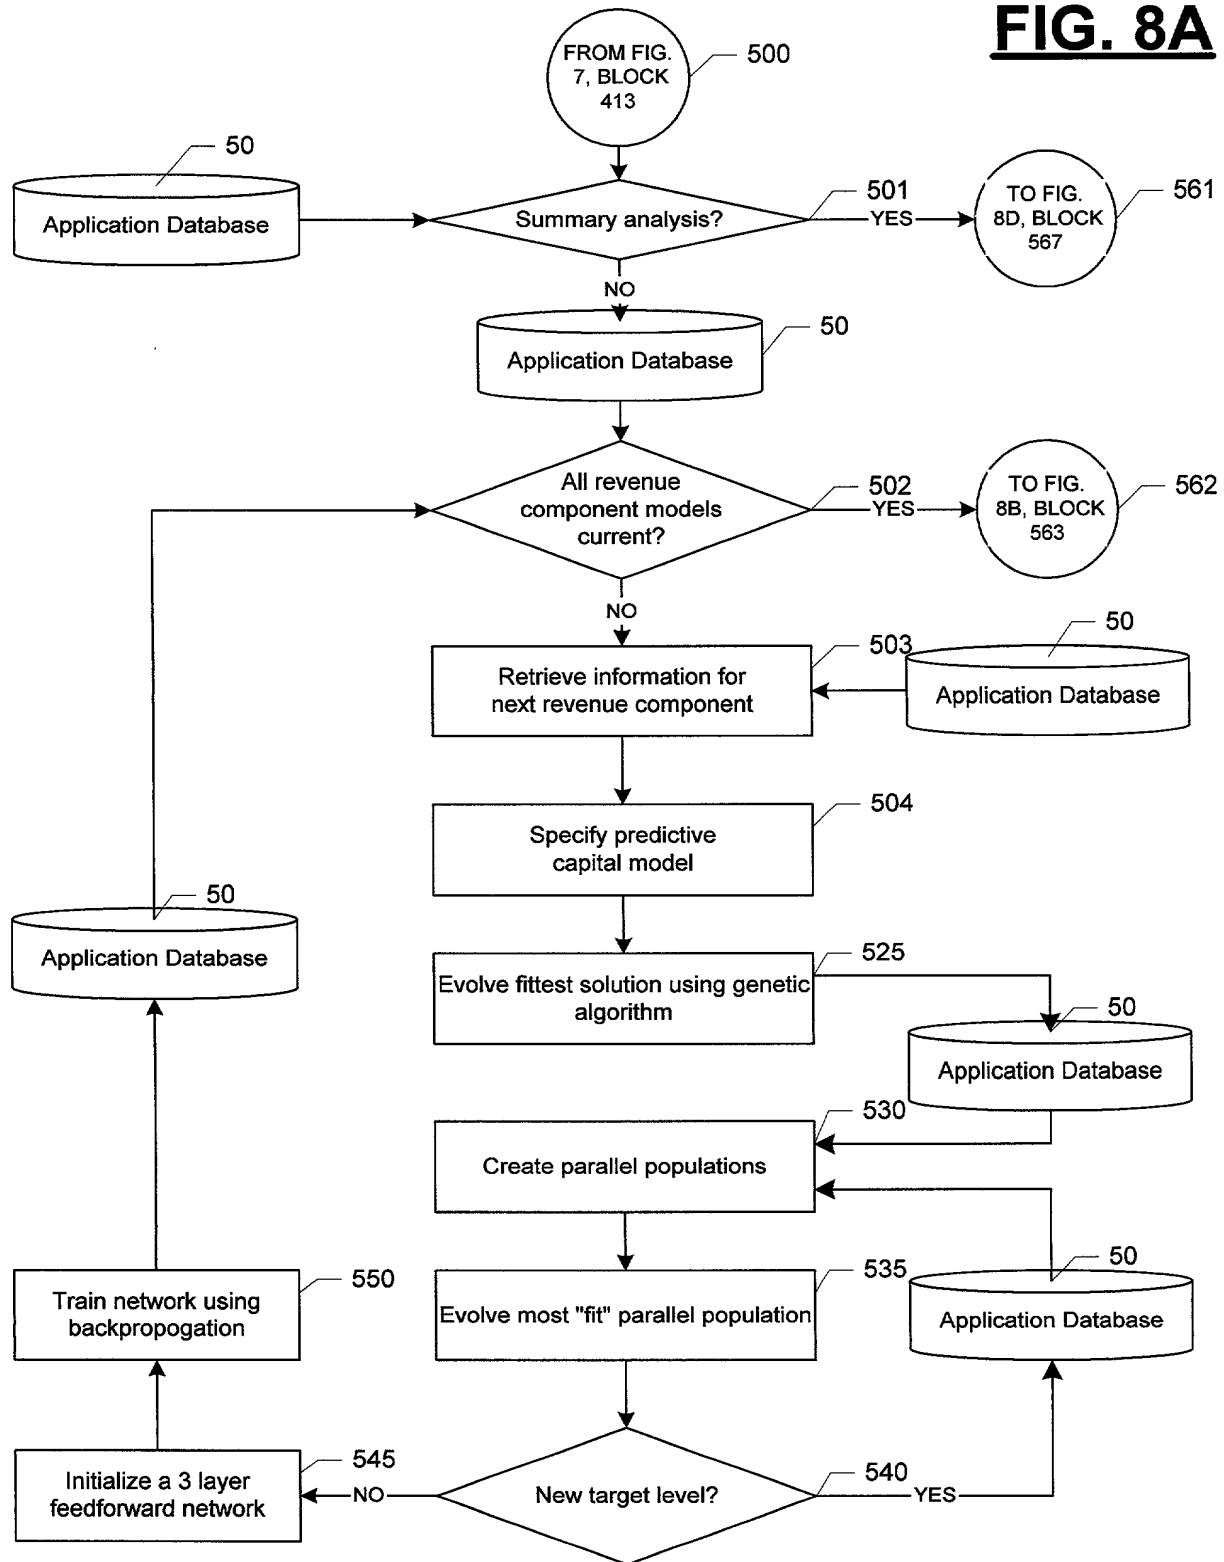 FIG. 8A
FROM FIG.
7, BLOCK
413
500
50
Application Database
Summary analysis?
501
YES
TO FIG.
8D, BLOCK
567
561
NO
50
Application Database
All revenue
component models
current?
502
YES
TO FIG.
8B, BLOCK
563
562
NO
Retrieve information for
next revenue component
503
50
Application Database
Specify predictive
capital model
504
50
Application Database
Evolve fittest solution using genetic
algorithm
525
50
Application Database
Create parallel populations
530
Train network using
backpropogation
550
Evolve most "fit" parallel population
535
50
Application Database
Initialize a 3 layer
feedforward network
545
NO
New target level?
540
YES